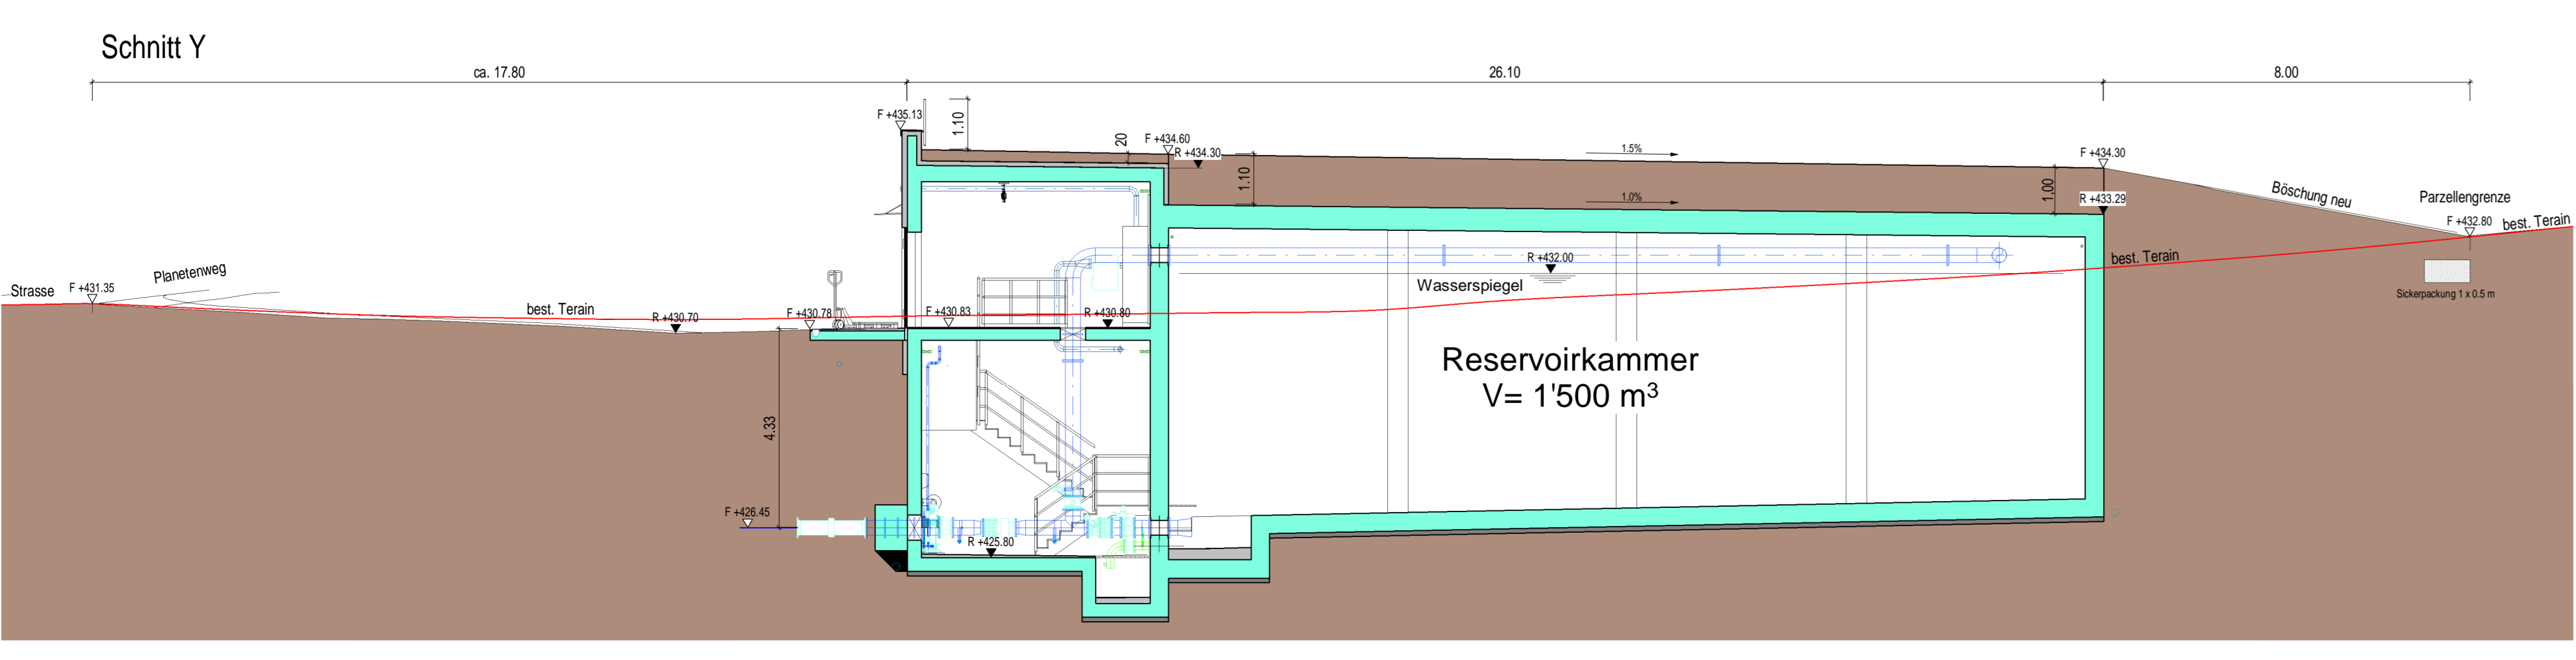 Schnitt Y
ca. 17.80
26.10
8.00
F +435.13
1.10
20
F +434.60
R +434.30
1.10
1.5%
1.0%
F +434.30
1.00
R +433.29
Böschung neu
Parzellengrenze
F +432.80
best. Terain
best. Terain
Sickerpackung 1 x 0.5 m
Strasse
F +431.35
Planetenweg
best. Terain
R +430.70
F +430.78
F +430.83
R +430.80
R +432.00
Wasserspiegel
Reservoirkammer
V= 1'500 m³
4.33
F +426.45
R +425.80